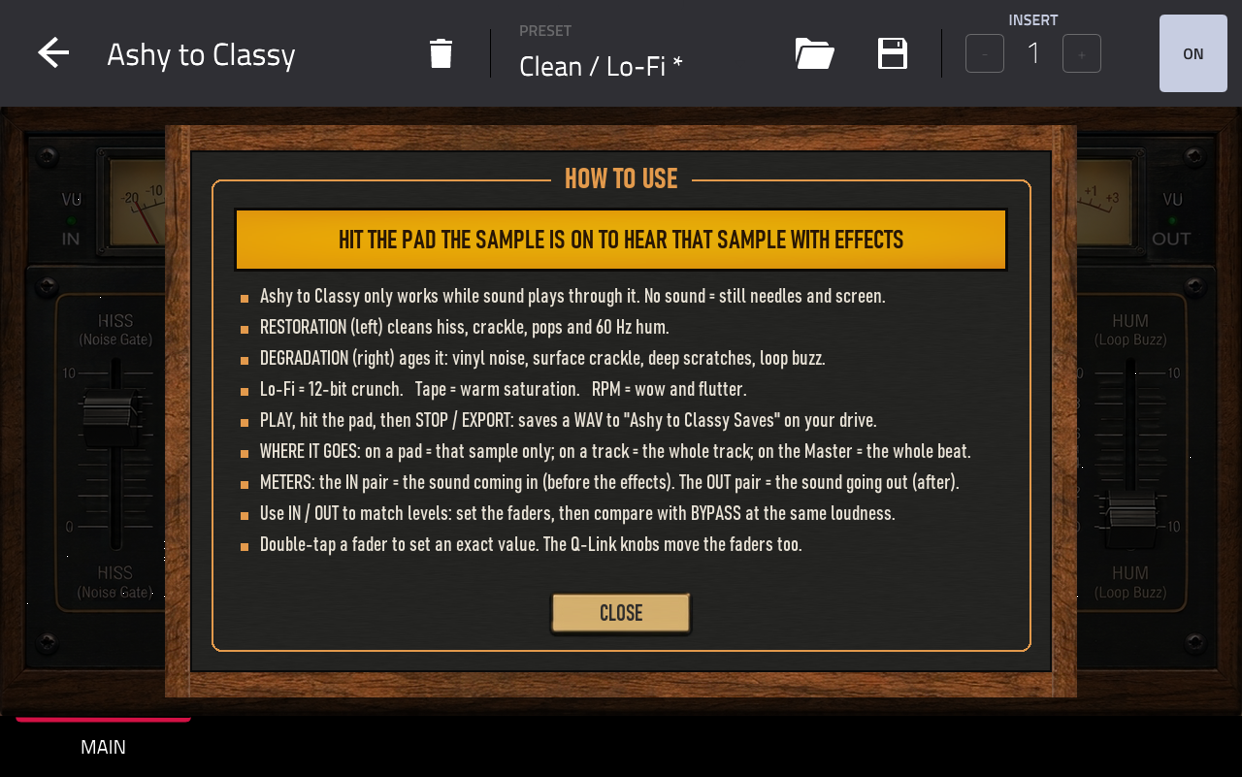 Ashy to Classy
PRESET
Clean / Lo-Fi *
INSERT
- 1 +
ON
HOW TO USE
HIT THE PAD THE SAMPLE IS ON TO HEAR THAT SAMPLE WITH EFFECTS
Ashy to Classy only works while sound plays through it. No sound = still needles and screen.
RESTORATION (left) cleans hiss, crackle, pops and 60 Hz hum.
DEGRADATION (right) ages it: vinyl noise, surface crackle, deep scratches, loop buzz.
Lo-Fi = 12-bit crunch. Tape = warm saturation. RPM = wow and flutter.
PLAY, hit the pad, then STOP / EXPORT: saves a WAV to "Ashy to Classy Saves" on your drive.
WHERE IT GOES: on a pad = that sample only; on a track = the whole track; on the Master = the whole beat.
METERS: the IN pair = the sound coming in (before the effects). The OUT pair = the sound going out (after).
Use IN / OUT to match levels: set the faders, then compare with BYPASS at the same loudness.
Double-tap a fader to set an exact value. The Q-Link knobs move the faders too.
CLOSE
VU
IN
-20 -10
+1 +3
VU
OUT
HISS
(Noise Gate)
10
0
HISS
(Noise Gate)
HUM
(Loop Buzz)
10
10
HUM
(Loop Buzz)
MAIN